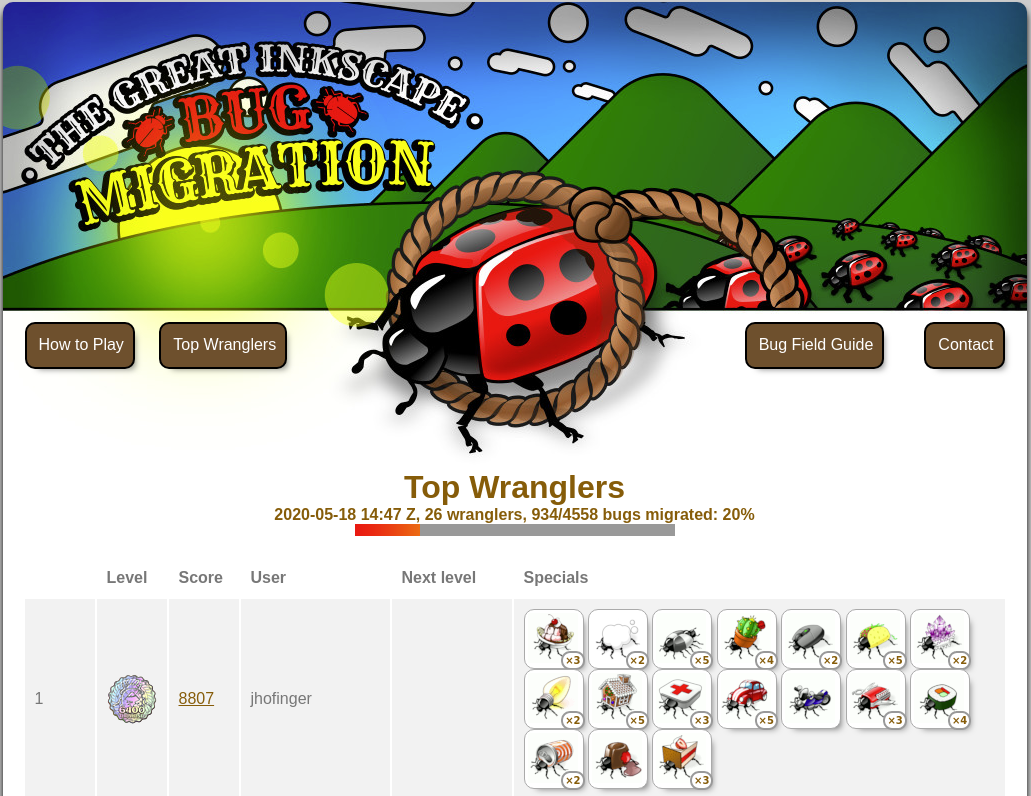 THE GREAT INKSCAPE
BUG
MIGRATION
How to Play
Top Wranglers
Bug Field Guide
Contact
Top Wranglers
2020-05-18 14:47 Z, 26 wranglers, 934/4558 bugs migrated: 20%
Level Score User Next level Specials
×3 ×2 ×5 ×4 ×2 ×5 ×2
1 6400 8807 jhofinger
×2 ×5 ×3 ×5 ×3 ×4
×2 ×3